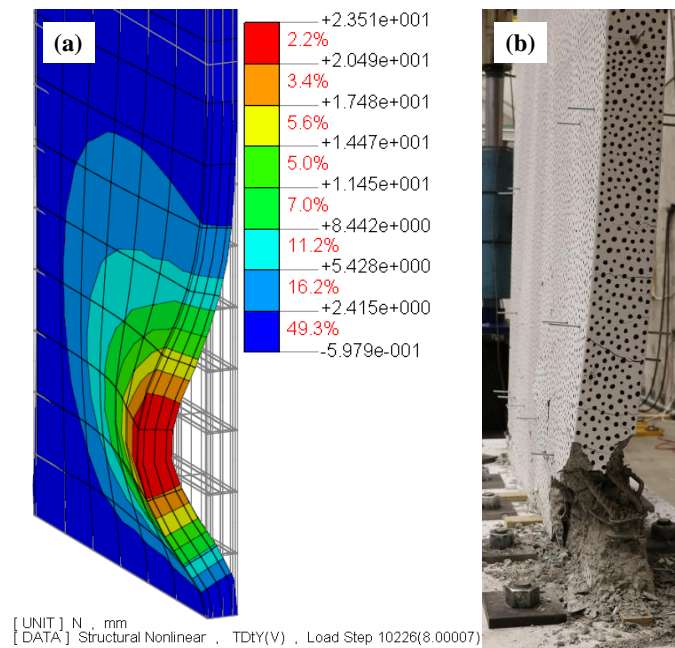 (a)
+2.351e+001
2.2%
+2.049e+001
3.4%
+1.748e+001
5.6%
+1.447e+001
5.0%
+1.145e+001
7.0%
+8.442e+000
11.2%
+5.428e+000
16.2%
+2.415e+000
49.3%
-5.979e-001
[ UNIT ] N , mm
[ DATA ] Structural Nonlinear , TDtY(V) , Load Step 10226(8.00007)
(b)